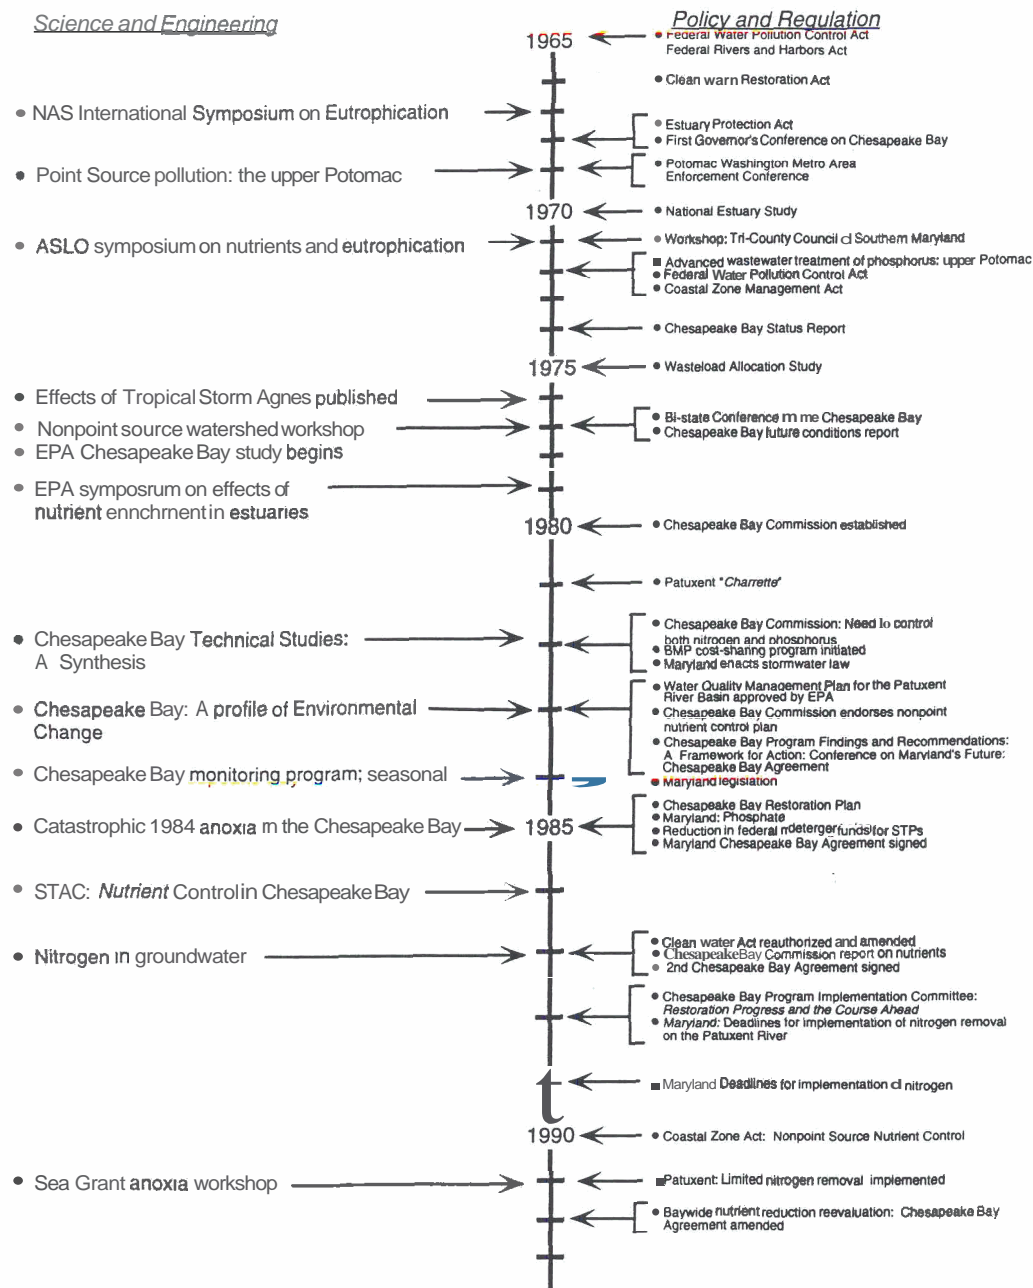 Science and Engineering
Policy and Regulation
1965
• Federal Water Pollution Control Act
Federal Rivers and Harbors Act
• Clean warn Restoration Act
• NAS International Symposium on Eutrophication
• Estuary Protection Act
• First Governor's Conference on Chesapeake Bay
• Point Source pollution: the upper Potomac
• Potomac Washington Metro Area
Enforcement Conference
1970
• National Estuary Study
• ASLO symposium on nutrients and eutrophication
• Workshop: Tri-County Council d Southern Maryland
■ Advanced wastewater treatment of phosphorus: upper Potomac
• Federal Water Pollution Control Act
• Coastal Zone Management Act
• Chesapeake Bay Status Report
1975
• Wasteload Allocation Study
• Effects of Tropical Storm Agnes published
• Nonpoint source watershed workshop
• EPA Chesapeake Bay study begins
• Bi-state Conference m me Chesapeake Bay
• Chesapeake Bay future conditions report
• EPA symposrum on effects of
nutrient ennchrnent in estuaries
1980
• Chesapeake Bay Commission established
• Patuxent "Charrette"
• Chesapeake Bay Technical Studies:
A Synthesis
• Chesapeake Bay Commission: Need lo control
both nitrogen and phosphorus
• BMP cost-sharing program initiated
• Maryland enacts stormwater law
• Chesapeake Bay: A profile of Environmental
Change
• Water Quality Management Plan for the Patuxent
River Basin approved by EPA
• Chesapeake Bay Commission endorses nonpoint
nutrient control plan
• Chesapeake Bay Program Findings and Recommendations:
A Framework for Action: Conference on Maryland's Future:
Chesapeake Bay Agreement
• Chesapeake Bay monitoring program; seasonal
• Maryland legislation
• Catastrophic 1984 anoxia m the Chesapeake Bay
1985
• Chesapeake Bay Restoration Plan
• Maryland: Phosphate
• Reduction in federal funds for STPs
• Maryland Chesapeake Bay Agreement signed
• STAC: Nutrient Control in Chesapeake Bay
• Nitrogen in groundwater
• Clean water Act reauthorized and amended
• Chesapeake Bay Commission report on nutrients
• 2nd Chesapeake Bay Agreement signed
• Chesapeake Bay Program Implementation Committee:
Restoration Progress and the Course Ahead
• Maryland: Deadlines for implementation of nitrogen removal
on the Patuxent River
t
■ Maryland Deadlines for implementation d nitrogen
1990
• Coastal Zone Act: Nonpoint Source Nutrient Control
• Sea Grant anoxia workshop
■ Patuxent: Limited nitrogen removal implemented
• Baywide nutrient reduction reevaluation: Chesapeake Bay
Agreement amended